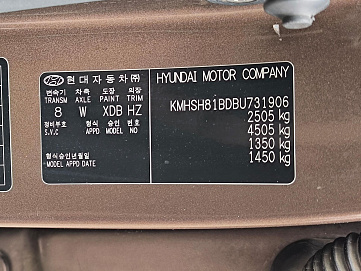 현대자동차㈜ HYUNDAI MOTOR COMPANY
변속기 차축 도장 의장
TRANSM AXLE PAINT TRIM
8 W XDB HZ
정비부호 형식 승인 번호
S.V.C APPD MODEL NO
형식승인년월일
MODEL APPD DATE
KMHSH81BDBU731906
2505 kg
4505 kg
1350 kg
1450 kg